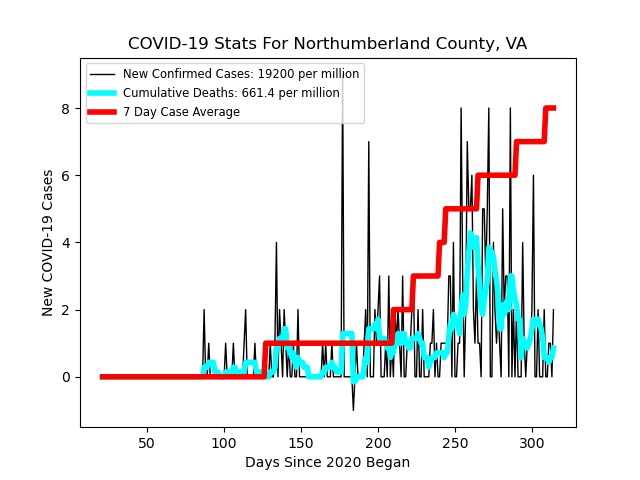 COVID-19 Stats For Northumberland County, VA
New Confirmed Cases: 19200 per million
Cumulative Deaths: 661.4 per million
7 Day Case Average
8
6
4
2
0
New COVID-19 Cases
50 100 150 200 250 300
Days Since 2020 Began